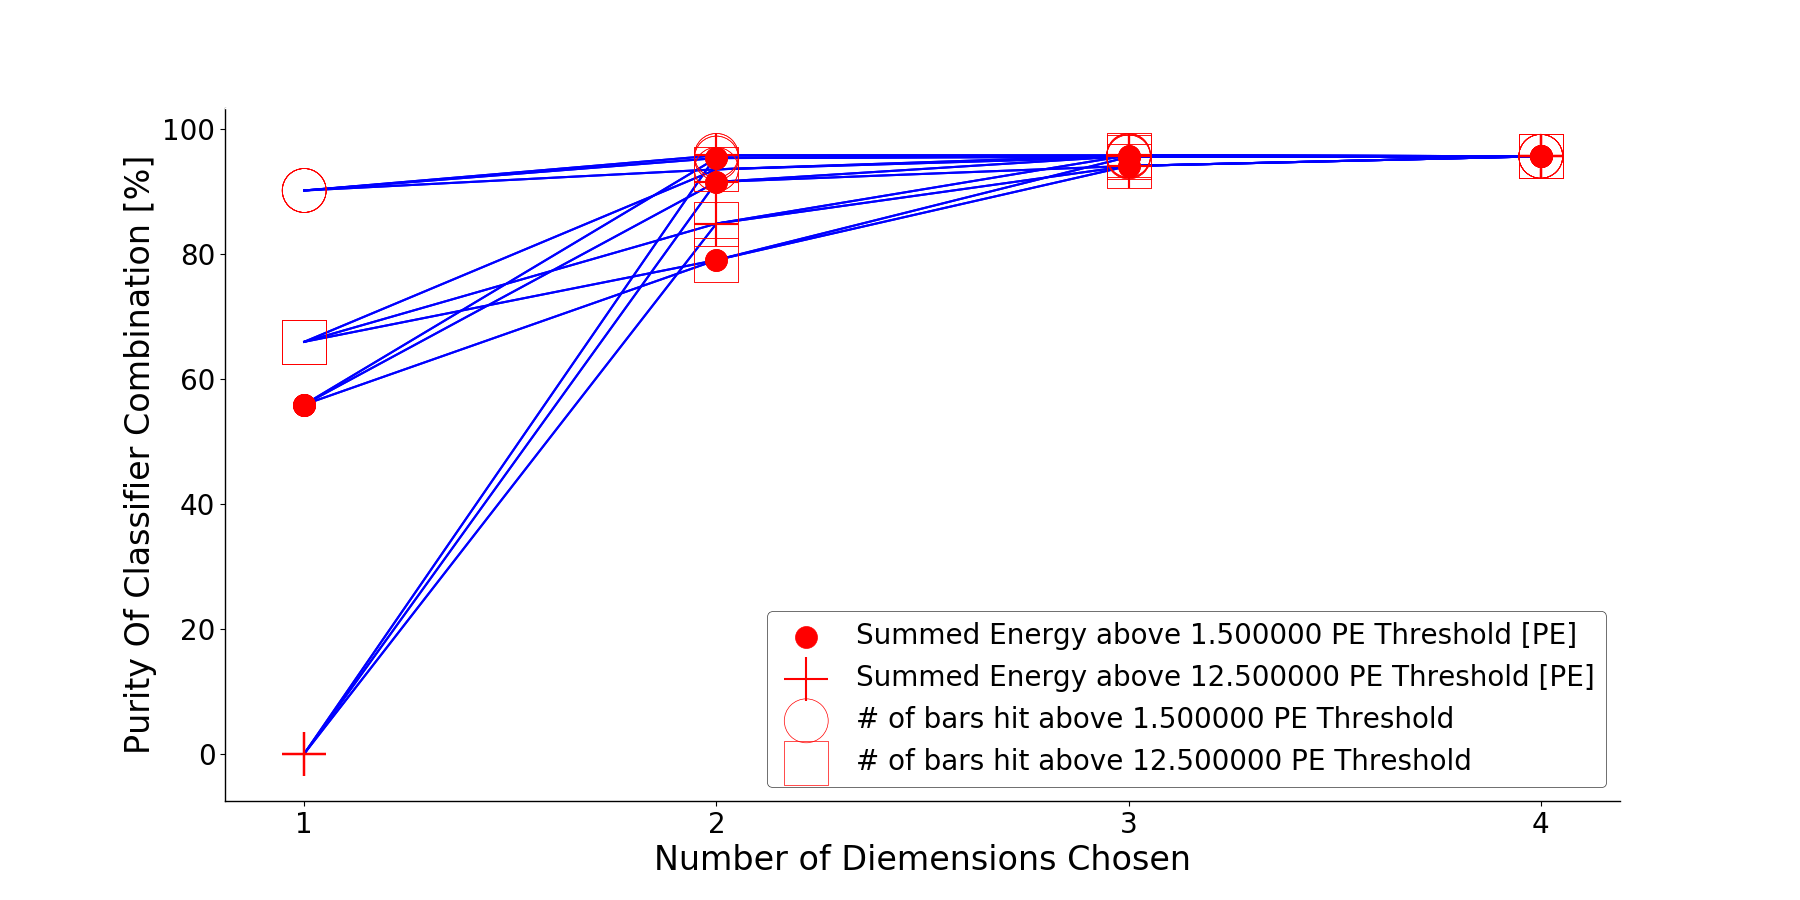 100
80
60
40
20
0
Purity Of Classifier Combination [%]
1
2
3
4
Number of Diemensions Chosen
Summed Energy above 1.500000 PE Threshold [PE]
Summed Energy above 12.500000 PE Threshold [PE]
# of bars hit above 1.500000 PE Threshold
# of bars hit above 12.500000 PE Threshold